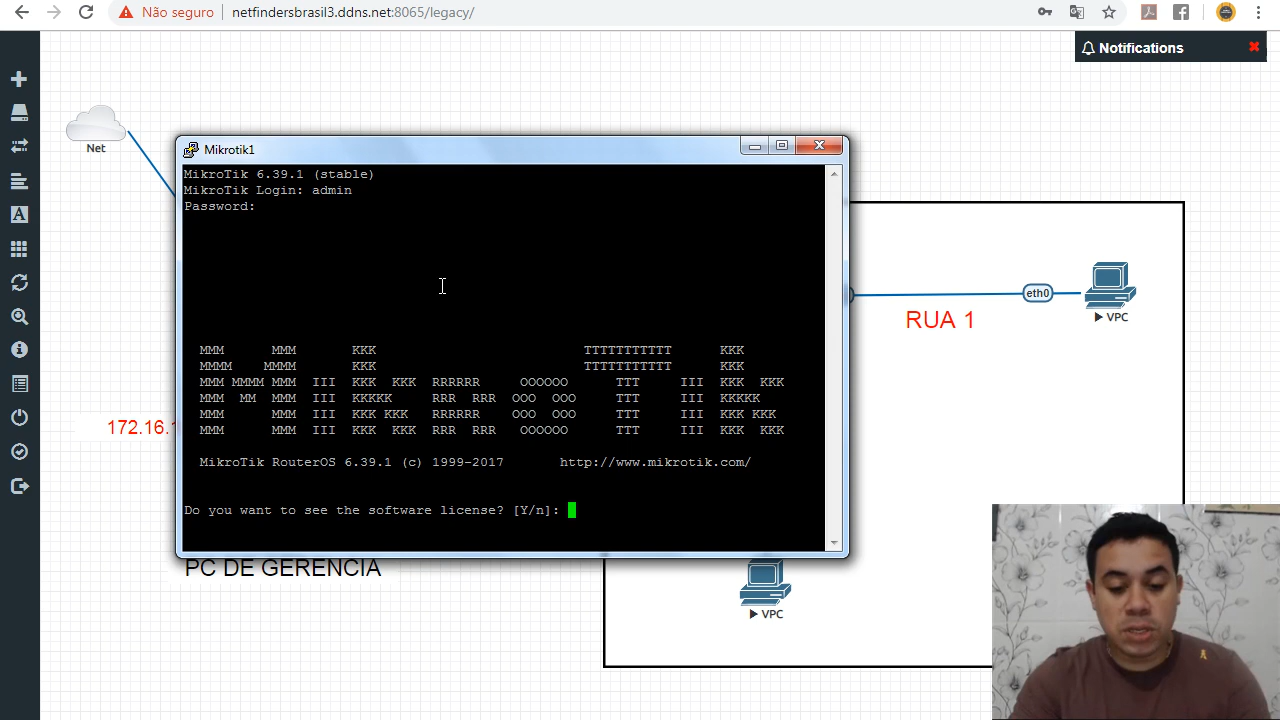 Não seguro
netfindersbrasil3.ddns.net:8065/legacy/
Notifications
Net
Mikrotik1
MikroTik 6.39.1 (stable)
MikroTik Login: admin
Password:
MMM      MMM       KKK                          TTTTTTTTTTT      KKK
MMMM    MMMM       KKK                          TTTTTTTTTTT      KKK
MMM MMMM MMM  III  KKK  KKK  RRRRRR     OOOOOO      TTT     III  KKK  KKK
MMM  MM  MMM  III  KKKKK     RRR  RRR  OOO  OOO     TTT     III  KKKKK
MMM      MMM  III  KKK KKK   RRRRRR    OOO  OOO     TTT     III  KKK KKK
MMM      MMM  III  KKK  KKK  RRR  RRR   OOOOOO      TTT     III  KKK  KKK
MikroTik RouterOS 6.39.1 (c) 1999-2017       http://www.mikrotik.com/
Do you want to see the software license? [Y/n]:
eth0
RUA 1
VPC
172.16.1
PC DE GERENCIA
VPC